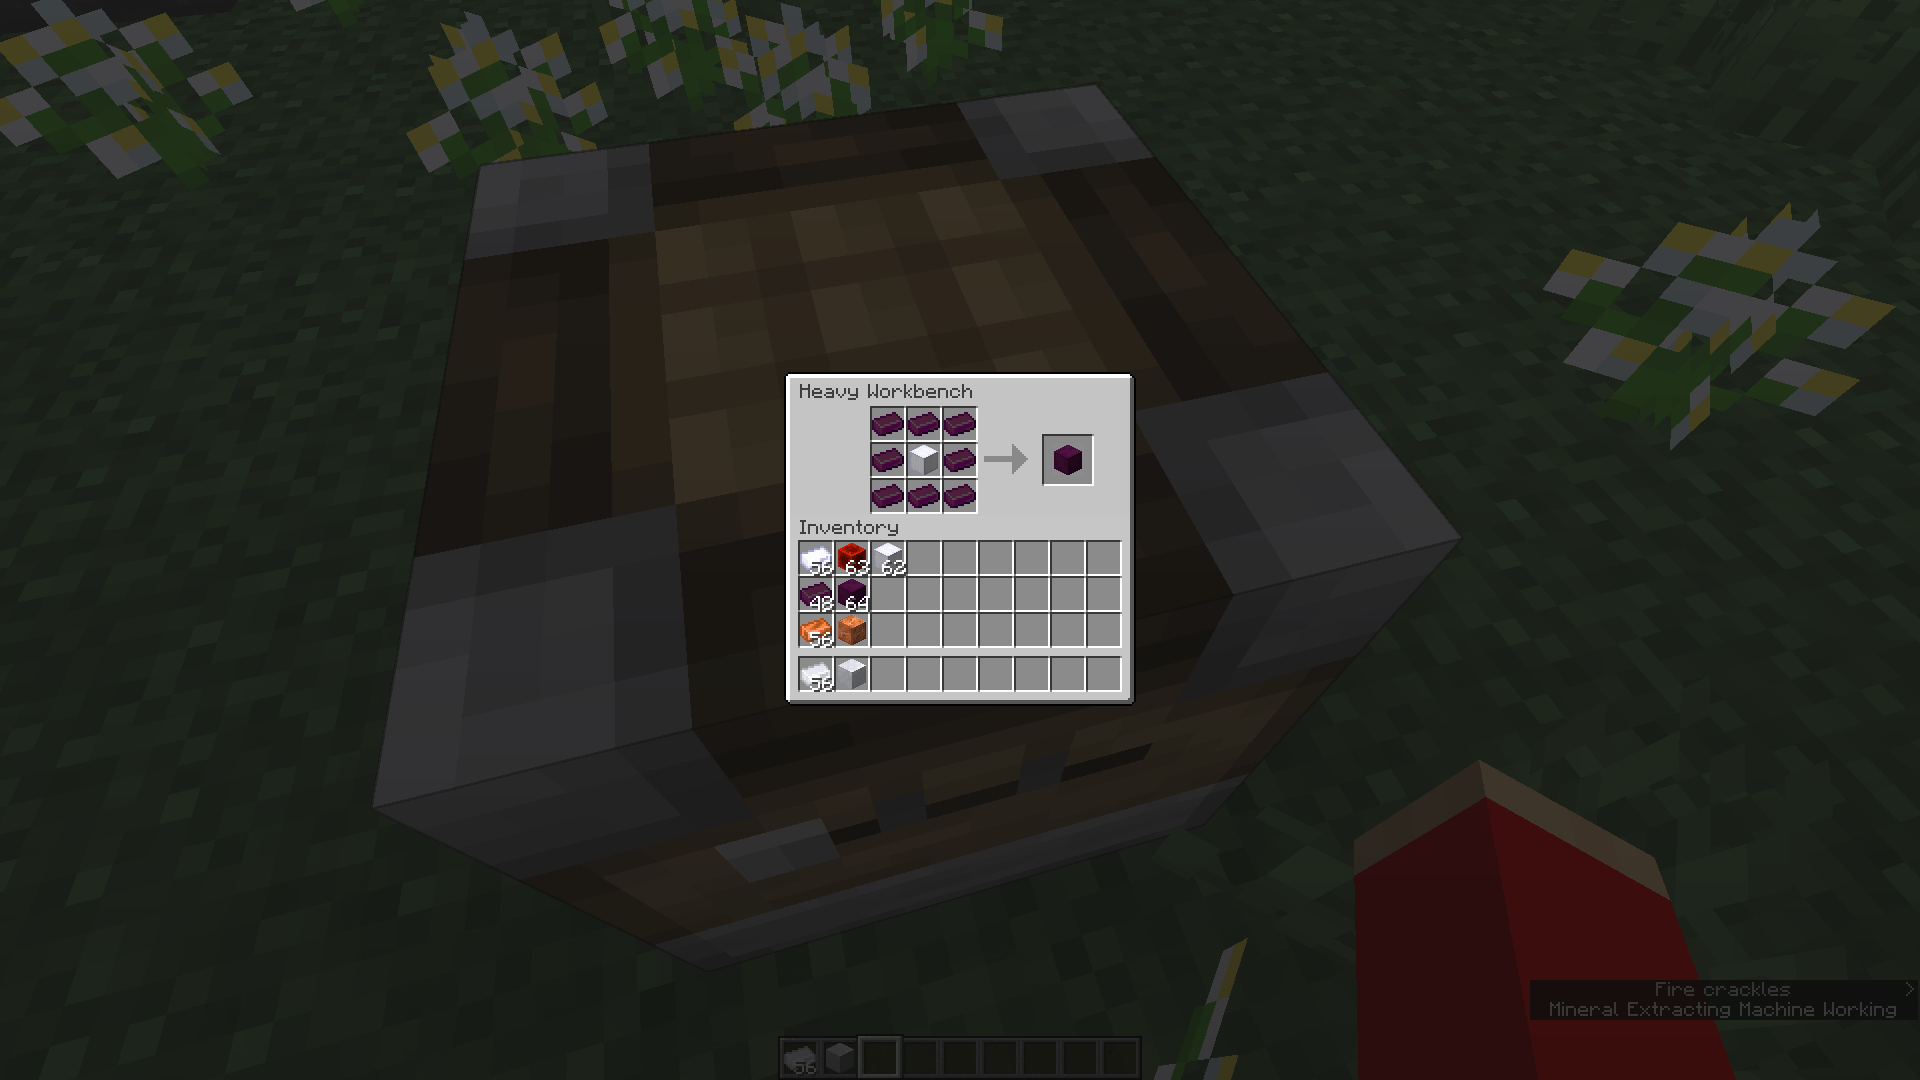 Heavy Workbench
Inventory
56 63 62
48 64
56
56
Fire crackles >
Mineral Extracting Machine Working
56